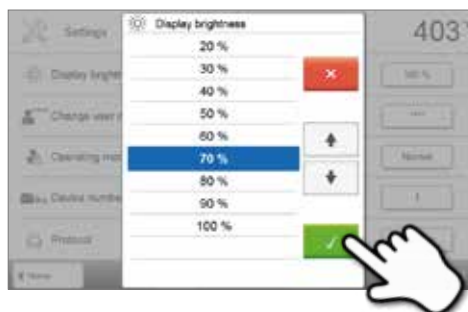 Settings
403
Display brightness
20 %
30 %
40 %
50 %
60 %
70 %
80 %
90 %
100 %
Display bright
100 %
Change user
Operating mod
Normal
Device numbe
1
Protocol
Home